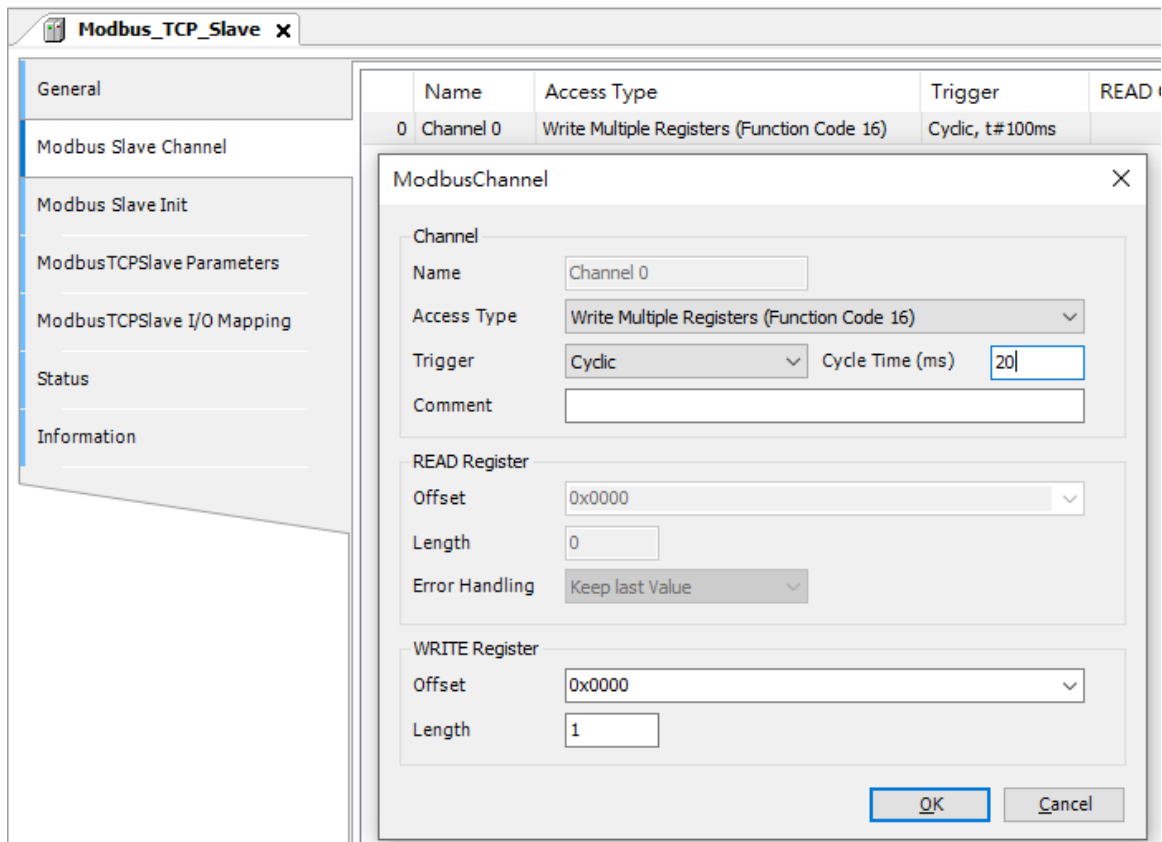 Modbus_TCP_Slave
General
Modbus Slave Channel
Modbus Slave Init
ModbusTCPSlave Parameters
ModbusTCPSlave I/O Mapping
Status
Information
Name Access Type Trigger READ
0 Channel 0 Write Multiple Registers (Function Code 16) Cyclic, t#100ms
ModbusChannel
Channel
Name Channel 0
Access Type Write Multiple Registers (Function Code 16)
Trigger Cyclic Cycle Time (ms) 20
Comment
READ Register
Offset 0x0000
Length 0
Error Handling Keep last Value
WRITE Register
Offset 0x0000
Length 1
OK Cancel